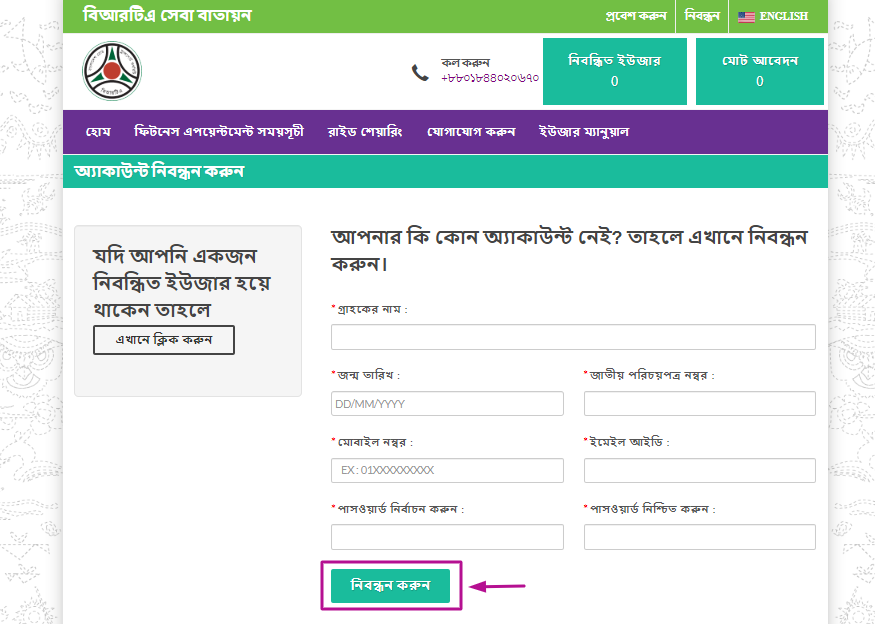 বিআরটিএ সেবা বাতায়ন
প্রবেশ করুন
নিবন্ধন
ENGLISH
কল করুন
+৮৮০১৮৪৪০২০৬৭০
নিবন্ধিত ইউজার
0
মোট আবেদন
0
হোম
ফিটনেস এপয়েন্টমেন্ট সময়সূচী
রাইড শেয়ারিং
যোগাযোগ করুন
ইউজার ম্যানুয়াল
অ্যাকাউন্ট নিবন্ধন করুন
যদি আপনি একজন
নিবন্ধিত ইউজার হয়ে
থাকেন তাহলে
এখানে ক্লিক করুন
আপনার কি কোন অ্যাকাউন্ট নেই? তাহলে এখানে নিবন্ধন
করুন।
*গ্রাহকের নাম :
*জন্ম তারিখ :
*জাতীয় পরিচয়পত্র নম্বর :
DD/MM/YYYY
*মোবাইল নম্বর :
*ইমেইল আইডি :
EX : 01XXXXXXXXX
*পাসওয়ার্ড নির্বাচন করুন :
*পাসওয়ার্ড নিশ্চিত করুন :
নিবন্ধন করুন